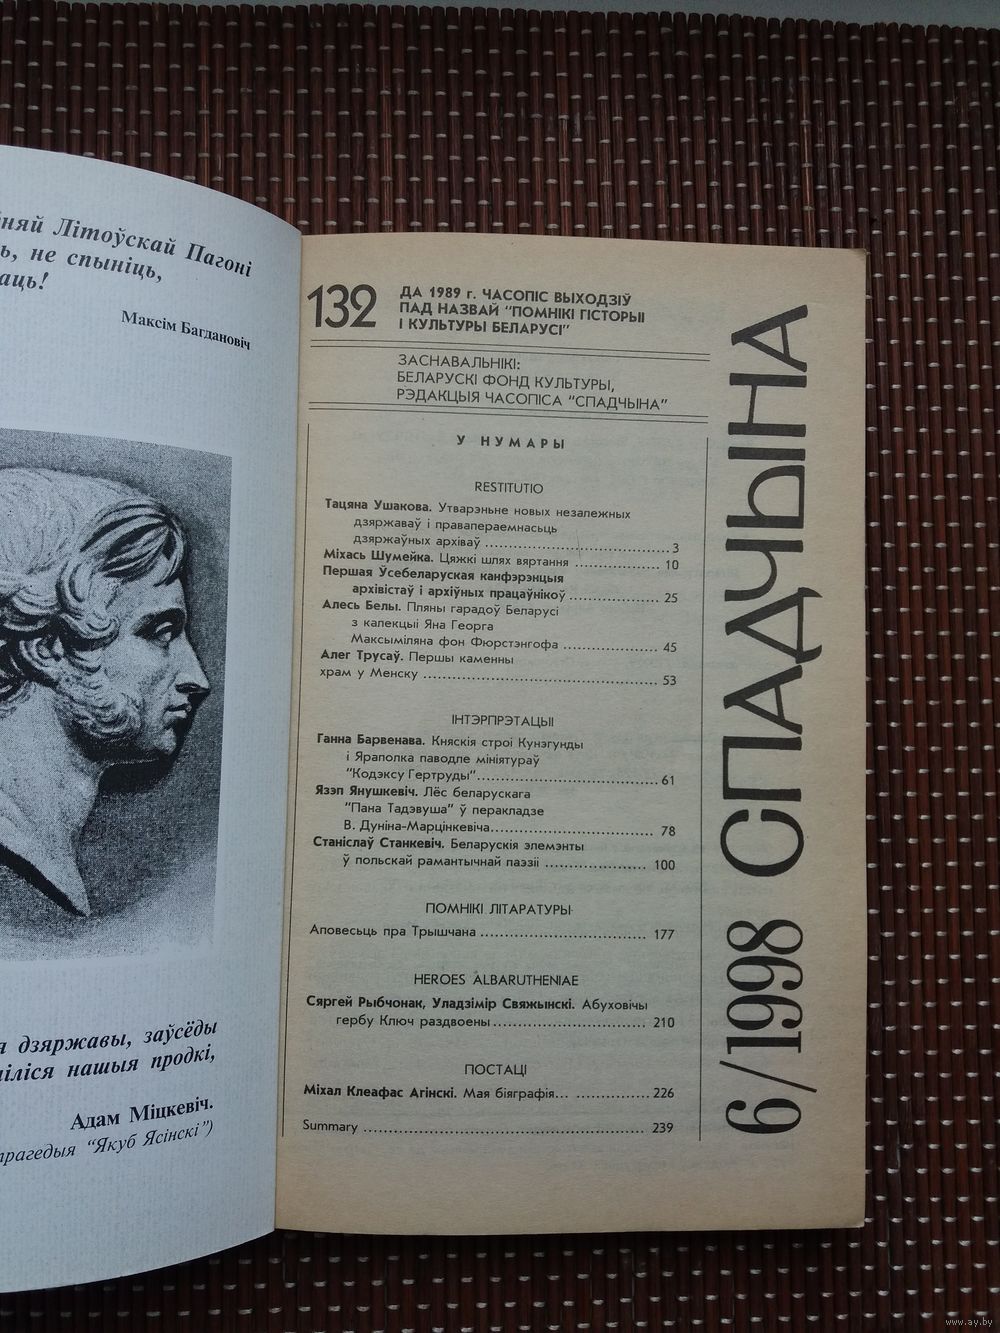 няй Літоўскай Пагоні
не спыніць,
Максім Багдановіч
дзяржавы, заўсёды
нашыя продкі,
Адам Міцкевіч.
"Якуб Ясінскі")
132
ДА 1989 г. ЧАСОПІС ВЫХОДЗІЎ
ПАД НАЗВАЙ "ПОМНІКІ ГІСТОРЫІ
І КУЛЬТУРЫ БЕЛАРУСІ"
ЗАСНАВАЛЬНІКІ:
БЕЛАРУСКІ ФОНД КУЛЬТУРЫ,
РЭДАКЦЫЯ ЧАСОПІСА "СПАДЧЫНА"
У НУМАРЫ
RESTITUTIO
Тацяна Ушакова. Утварэньне новых незалежных
дзяржаваў і правапераемнасьць
дзяржаўных архіваў ........................... 3
Міхась Шумейка. Цяжкі шлях вяртання ............. 10
Першая Ўсебеларуская канфэрэнцыя
архівістаў і архіўных працаўнікоў ............. 25
Алесь Белы. Пляны гарадоў Беларусі
з калекцыі Яна Георга
Максыміляна фон Фюрстэнгофа ............. 45
Алег Трусаў. Першы каменны
храм у Менску ................................. 53
ІНТЭРПРЭТАЦЫІ
Ганна Барвенава. Княскія строі Кунэгунды
і Яраполка паводле мініятураў
"Кодэксу Гертруды"........................... 61
Язэп Янушкевіч. Лёс беларускага
"Пана Тадэвуша" ў перакладзе
В. Дуніна-Марцінкевіча....................... 78
Станіслаў Станкевіч. Беларускія элемэнты
ў польскай рамантычнай паэзіі ................ 100
ПОМНІКІ ЛІТАРАТУРЫ
Аповесьць пра Трышчана ........................ 177
HEROES ALBARUTHENIAE
Сяргей Рыбчонак, Уладзімір Свяжынскі. Абуховічы
гербу Ключ раздвоены....................... 210
ПОСТАЦІ
Міхал Клеафас Агінскі. Мая біяграфія... ............ 226
Summary ........................................ 239
6/1998 СПАДЧЫНА
www.ay.by